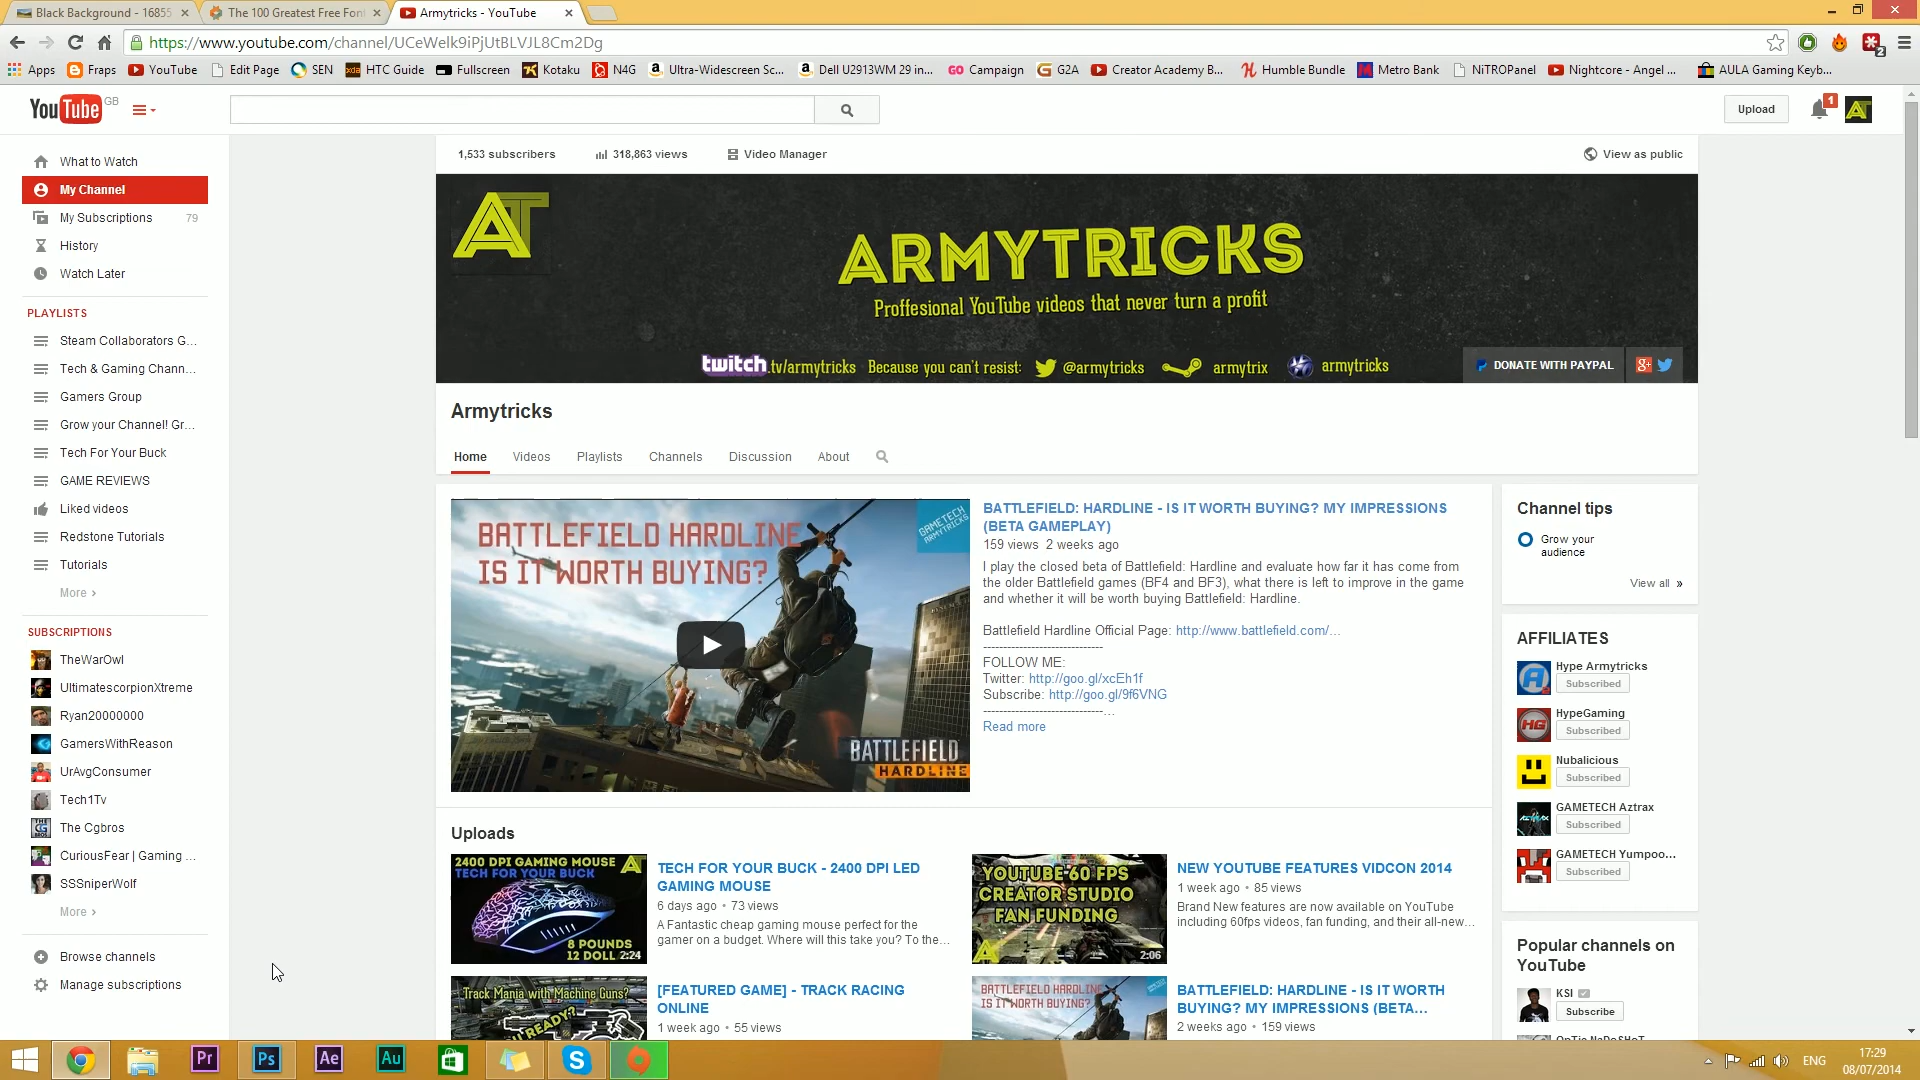 Black Background - 16855
The 100 Greatest Free Fon
Armytricks - YouTube
https://www.youtube.com/channel/UCeWelk9iPjUtBLVJL8Cm2Dg
2
Apps
Fraps
YouTube
Edit Page
SEN
HTC Guide
Fullscreen
Kotaku
N4G
Ultra-Widescreen Sc...
Dell U2913WM 29 in...
GO Campaign
G2A
Creator Academy B...
Humble Bundle
Metro Bank
NiTROPanel
Nightcore - Angel ...
AULA Gaming Keyb...
YouTube GB
Upload
1
AT
What to Watch
My Channel
My Subscriptions 79
History
Watch Later
PLAYLISTS
Steam Collaborators G...
Tech & Gaming Chann...
Gamers Group
Grow your Channel! Gr...
Tech For Your Buck
GAME REVIEWS
Liked videos
Redstone Tutorials
Tutorials
More ›
SUBSCRIPTIONS
TheWarOwl
UltimatescorpionXtreme
Ryan20000000
GamersWithReason
UrAvgConsumer
Tech1Tv
The Cgbros
CuriousFear | Gaming ...
SSSniperWolf
More ›
Browse channels
Manage subscriptions
1,533 subscribers
318,863 views
Video Manager
View as public
AT
ARMYTRICKS
Proffesional YouTube videos that never turn a profit
twitch.tv/armytricks Because you can't resist: @armytricks armytrix armytricks
DONATE WITH PAYPAL
Armytricks
Home
Videos
Playlists
Channels
Discussion
About
BATTLEFIELD HARDLINE
IS IT WORTH BUYING?
GAMETECH
ARMYTRICKS
BATTLEFIELD
HARDLINE
BATTLEFIELD: HARDLINE - IS IT WORTH BUYING? MY IMPRESSIONS
(BETA GAMEPLAY)
159 views 2 weeks ago
I play the closed beta of Battlefield: Hardline and evaluate how far it has come from
the older Battlefield games (BF4 and BF3), what there is left to improve in the game
and whether it will be worth buying Battlefield: Hardline.
Battlefield Hardline Official Page: http://www.battlefield.com/...
------------------------------
FOLLOW ME:
Twitter: http://goo.gl/xcEh1f
Subscribe: http://goo.gl/9f6VNG
------------------------------...
Read more
Channel tips
Grow your
audience
View all »
AFFILIATES
Hype Armytricks
Subscribed
HypeGaming
Subscribed
Nubalicious
Subscribed
GAMETECH Aztrax
Subscribed
GAMETECH Yumpoo...
Subscribed
Popular channels on
YouTube
KSI
Subscribe
Uploads
2400 DPI GAMING MOUSE
TECH FOR YOUR BUCK
8 POUNDS
12 DOLL
2:24
TECH FOR YOUR BUCK - 2400 DPI LED
GAMING MOUSE
6 days ago • 73 views
A Fantastic cheap gaming mouse perfect for the
gamer on a budget. Where will this take you? To the...
YOUTUBE 60 FPS
CREATOR STUDIO
FAN FUNDING
2:06
NEW YOUTUBE FEATURES VIDCON 2014
1 week ago • 85 views
Brand New features are now available on YouTube
including 60fps videos, fan funding, and their all-new...
Track Mania with Machine Guns?
READY?
[FEATURED GAME] - TRACK RACING
ONLINE
1 week ago • 55 views
BATTLEFIELD HARDLINE
IS IT WORTH BUYING?
BATTLEFIELD: HARDLINE - IS IT WORTH
BUYING? MY IMPRESSIONS (BETA...
2 weeks ago • 159 views
Pr
Ps
Ae
Au
ENG
17:29
08/07/2014